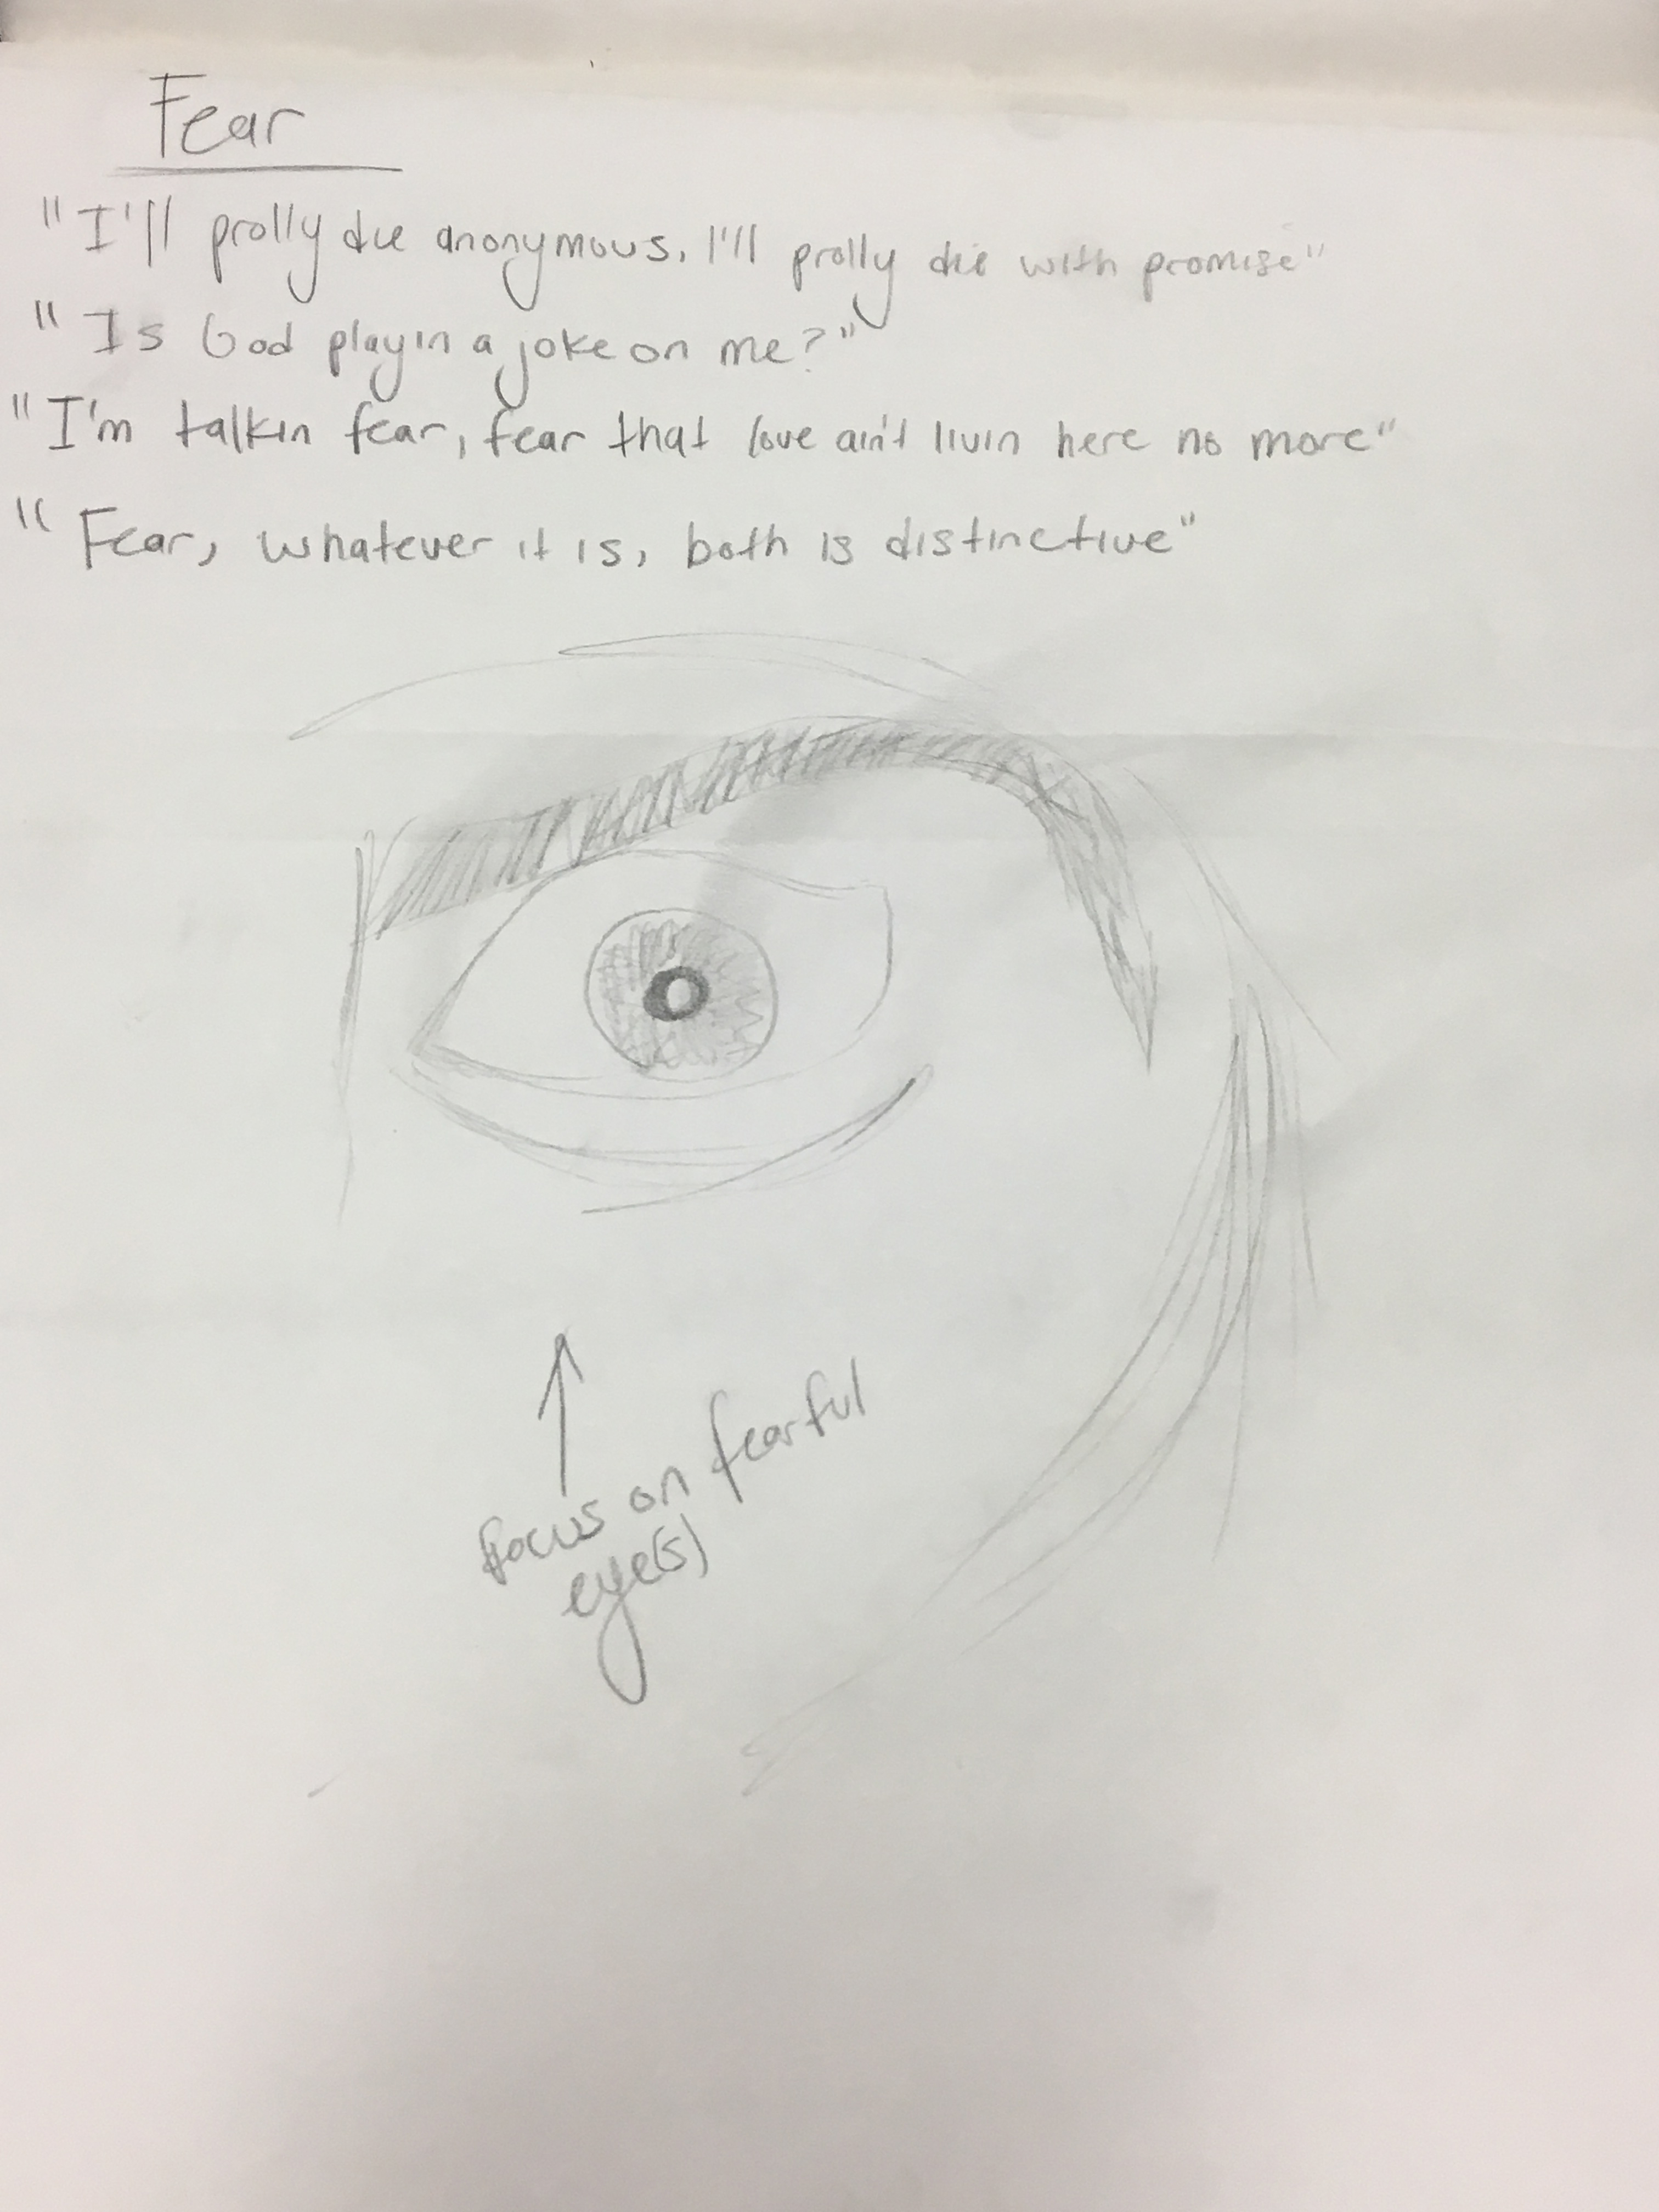 Fear
"I'll prolly die anonymous. I'll prolly die with promise"
"Is God playin a joke on me?"
"I'm talkin fear, fear that love ain't livin here no more"
"Fear, whatever it is, both is distinctive"
focus on fearful
eye(s)